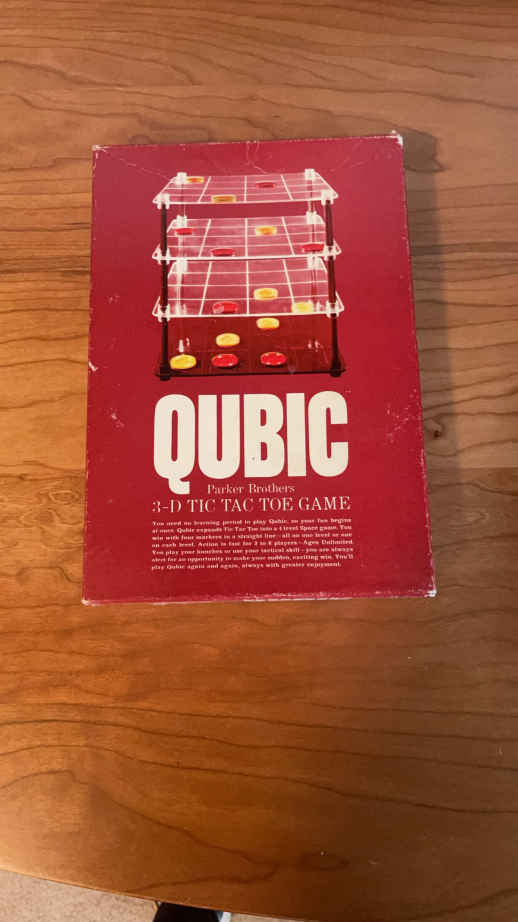 QUBIC
Parker Brothers
3-D TIC TAC TOE GAME
You need no learning period to play Qubic, so your fun begins
at once. Qubic expands Tic Tac Toe into a 4 level Space game. You
win with four markers in a straight line - all on one level or one
on each level. Action is fast for 2 to 6 players - Ages Unlimited.
You play your hunches or use your tactical skill - you are always
alert for an opportunity to make your sudden, exciting win. You'll
play Qubic again and again, always with greater enjoyment.